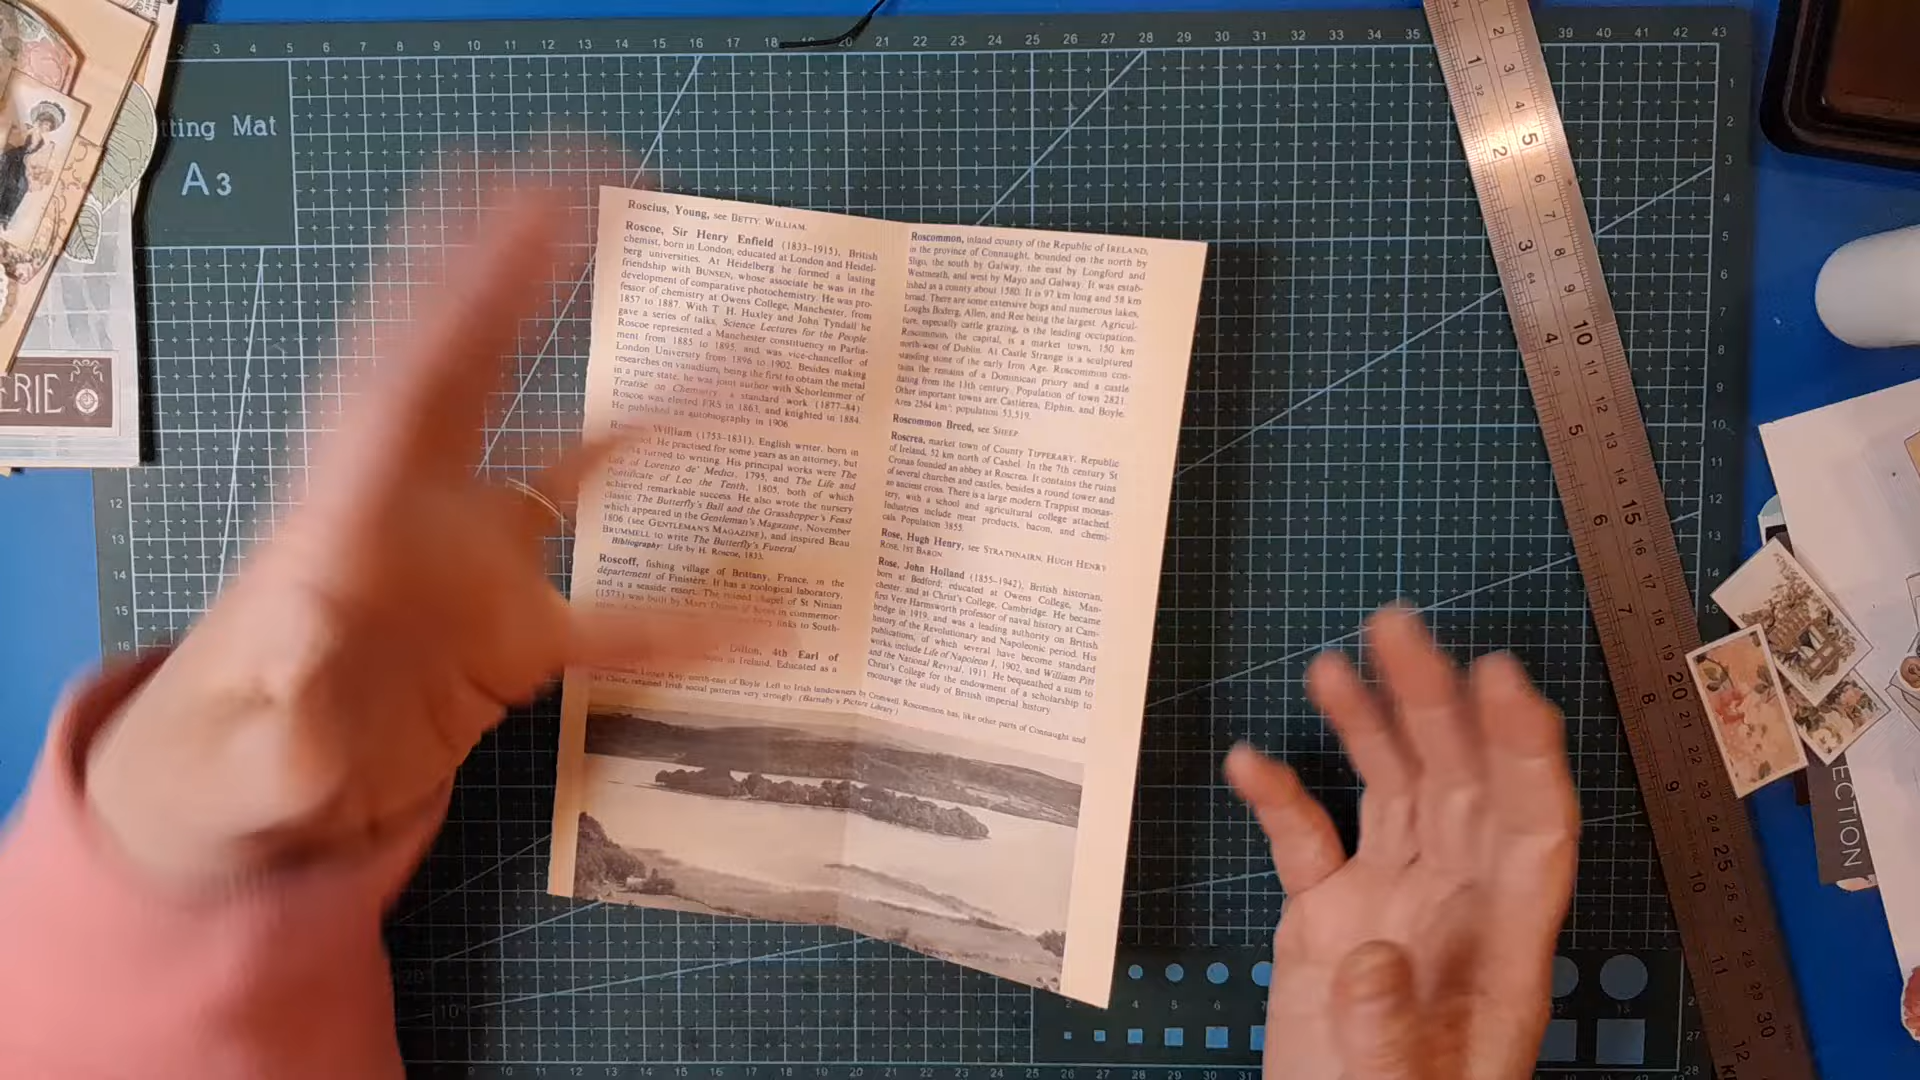 tting Mat
A3
ERIE
ECTION
Roscius, Young, see BETTY, WILLIAM.
Roscoe, Sir Henry Enfield (1833–1915), British
chemist, born in London; educated at London and Heidel-
berg universities. At Heidelberg he formed a lasting
friendship with BUNSEN, whose associate he was in the
development of comparative photochemistry. He was pro-
fessor of chemistry at Owens College, Manchester, from
1857 to 1887. With T. H. Huxley and John Tyndall he
gave a series of talks, Science Lectures for the People
Roscoe represented a Manchester constituency in Parlia-
ment from 1885 to 1895, and was vice-chancellor of
London University from 1896 to 1902. Besides making
researches on vanadium, being the first to obtain the metal
in a pure state, he was joint author with Schorlemmer of
Treatise on Chemistry, a standard work (1877–84).
Roscoe was elected FRS in 1863, and knighted in 1884.
He published an autobiography in 1906
William (1753–1831), English writer, born in
He practised for some years as an attorney, but
turned to writing. His principal works were The
Life of Lorenzo de' Medici, 1795, and The Life and
Pontificate of Leo the Tenth, 1805, both of which
achieved remarkable success. He also wrote the nursery
classic The Butterfly's Ball and the Grasshopper's Feast
which appeared in the Gentleman's Magazine, November
1806 (see GENTLEMAN'S MAGAZINE), and inspired Beau
BRUMMELL to write The Butterfly's Funeral
Bibliography: Life by H. Roscoe, 1833.
Roscoff, fishing village of Brittany, France, in the
département of Finistère. It has a zoological laboratory,
and is a seaside resort. The ruined chapel of St Ninian
(1573) was built by Mary in commemor-
links to South-
Dillon, 4th Earl of
in Ireland. Educated as a
Roscommon, inland county of the Republic of IRELAND,
in the province of Connaught, bounded on the north by
Sligo, the south by Galway, the east by Longford and
Westmeath, and west by Mayo and Galway. It was estab-
lished as a county about 1580. It is 97 km long and 58 km
broad. There are some extensive bogs and numerous lakes,
Loughs Boderg, Allen, and Ree being the largest. Agricul-
ture, especially cattle grazing, is the leading occupation.
Roscommon, the capital, is a market town, 150 km
north-west of Dublin. At Castle Strange is a sculptured
standing stone of the early Iron Age. Roscommon con-
tains the remains of a Dominican priory and a castle
dating from the 13th century. Population of town 2821.
Other important towns are Castlerea, Elphin, and Boyle.
Area 2564 km²; population 53,519.
Roscommon Breed, see SHEEP
Roscrea, market town of County TIPPERARY, Republic
of Ireland, 52 km north of Cashel. In the 7th century St
Cronan founded an abbey at Roscrea. It contains the ruins
of several churches and castles, besides a round tower and
an ancient cross. There is a large modern Trappist monas-
tery, with a school and agricultural college attached.
Industries include meat products, bacon, and chemi-
cals. Population 3855.
Rose, Hugh Henry, see STRATHNAIRN, HUGH HENRY
ROSE, 1ST BARON
Rose, John Holland (1855–1942), British historian,
born at Bedford; educated at Owens College, Man-
chester, and at Christ's College, Cambridge. He became
first Vere Harmsworth professor of naval history at Cam-
bridge in 1919, and was a leading authority on British
history of the Revolutionary and Napoleonic period. His
publications, of which several have become standard
works, include Life of Napoleon I, 1902, and William Pitt
and the National Revival, 1911. He bequeathed a sum to
Christ's College for the endowment of a scholarship to
encourage the study of British imperial history.
Lough Key, north-east of Boyle. Left to Irish landowners by Cromwell, Roscommon has, like other parts of Connaught and
Clare, retained Irish social patterns very strongly. (Barnaby's Picture Library)